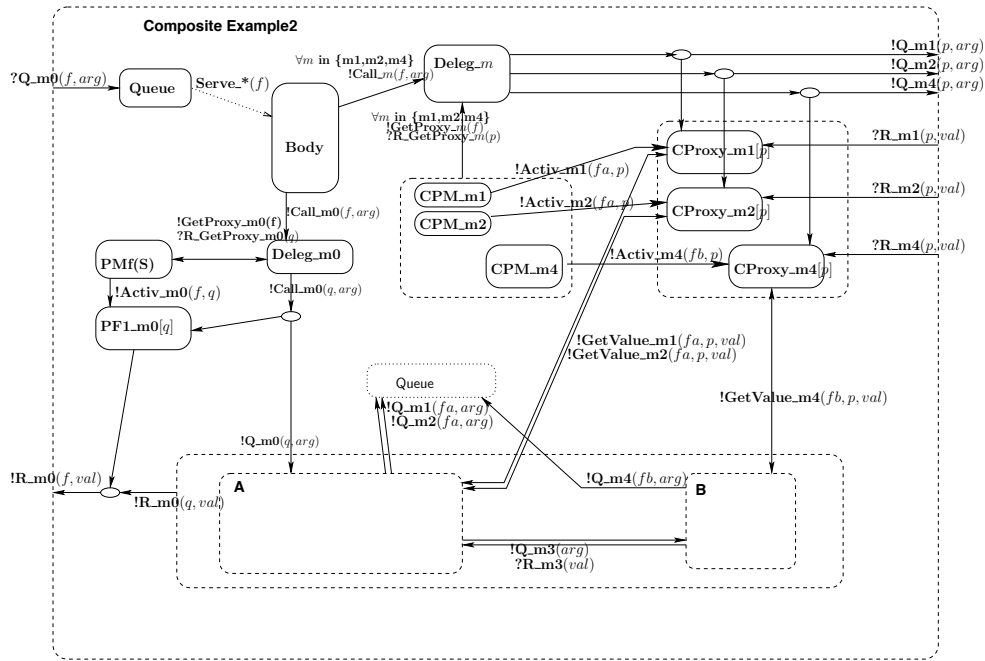 Composite Example2
!Q_m1(p, arg)
!Q_m2(p, arg)
!Q_m4(p, arg)
?Q_m0(f, arg)
Queue
Serve_*(f)
∀m in {m1,m2,m4}
!Call_m(f, arg)
Deleg_m
Body
∀m in {m1,m2,m4}
!GetProxy_m(f)
?R_GetProxy_m(p)
?R_m1(p, val)
CProxy_m1[p]
!Activ_m1(fa, p)
CPM_m1
?R_m2(p, val)
!Activ_m2(fa, p)
CPM_m2
CProxy_m2[p]
!Call_m0(f, arg)
!GetProxy_m0(f)
?R_GetProxy_m0(q)
?R_m4(p, val)
Deleg_m0
PMf(S)
CPM_m4
!Activ_m4(fb, p)
CProxy_m4[p]
!Activ_m0(f, q)
!Call_m0(q, arg)
PF1_m0[q]
!GetValue_m1(fa, p, val)
!GetValue_m2(fa, p, val)
Queue
!Q_m1(fa, arg)
!Q_m2(fa, arg)
!GetValue_m4(fb, p, val)
!Q_m0(q, arg)
!R_m0(f, val)
!R_m0(q, val)
A
!Q_m4(fb, arg)
B
!Q_m3(arg)
?R_m3(val)